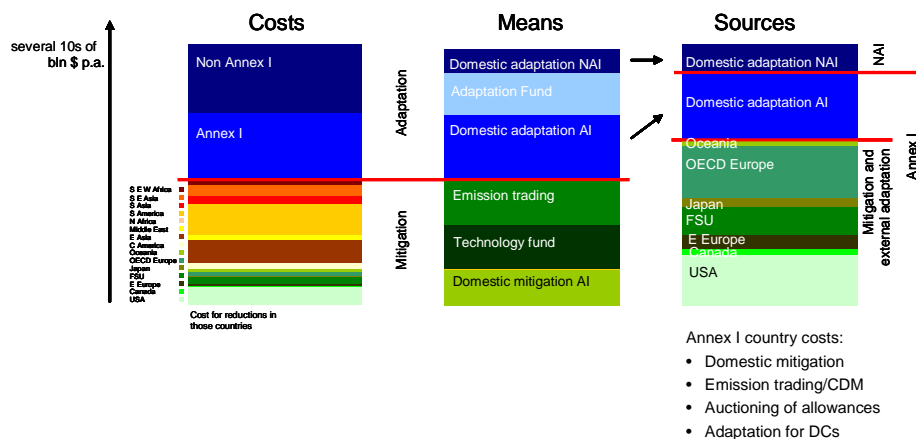 Costs
Means
Sources
several 10s of
bln $ p.a.
Non Annex I
Annex I
Adaptation
Mitigation
S E W Africa
S E Asia
S Asia
S America
N Africa
Middle East
E Asia
C America
Oceania
OECD Europe
Japan
FSU
E Europe
Canada
USA
Cost for reductions in
those countries
Domestic adaptation NAI
Adaptation Fund
Domestic adaptation AI
Emission trading
Technology fund
Domestic mitigation AI
Domestic adaptation NAI
Domestic adaptation AI
Oceania
OECD Europe
Japan
FSU
E Europe
Canada
USA
NAI
Mitigation and
external adaptation
Annex I
Annex I country costs:
• Domestic mitigation
• Emission trading/CDM
• Auctioning of allowances
• Adaptation for DCs